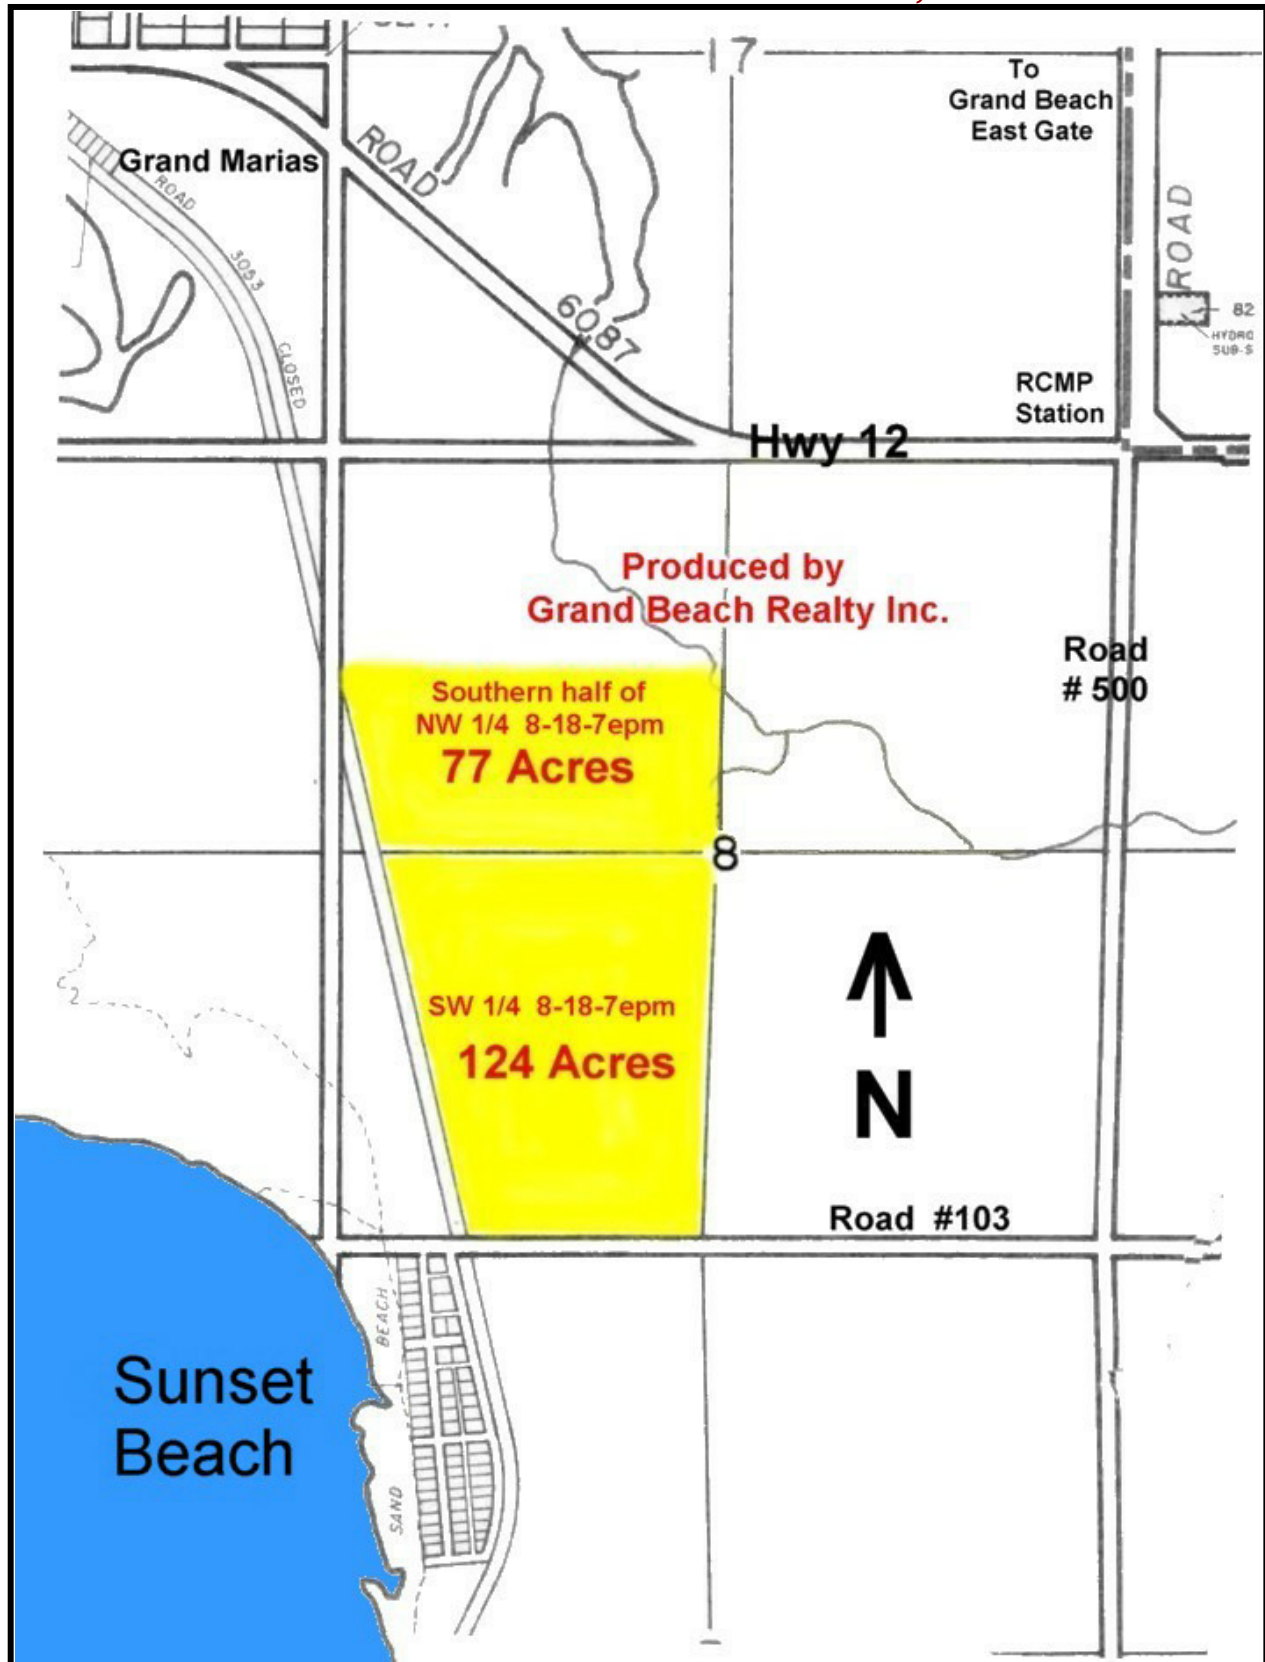 17
To
Grand Beach
East Gate
ROAD
Grand Marias
ROAD
ROAD
3053
6087
82
HYDRO
SUB-S
CLOSED
RCMP
Station
Hwy 12
Produced by
Grand Beach Realty Inc.
Road
# 500
Southern half of
NW 1/4 8-18-7epm
77 Acres
8
SW 1/4 8-18-7epm
124 Acres
N
Road #103
BEACH
Sunset
Beach
SAND